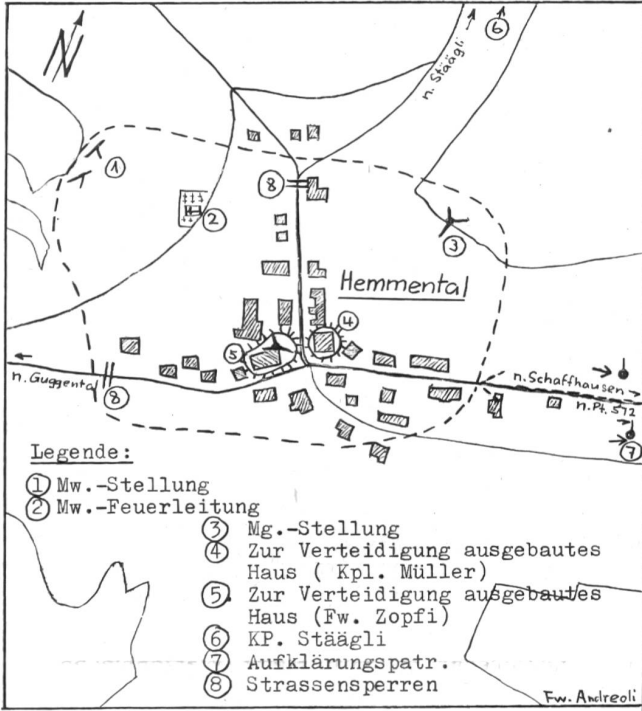 N
n. Stäägli
6
1
8
2
3
Hemmental
4
5
n. Guggental
8
n. Schaffhausen
n. Pt. 572
7
Legende:
1 Mw.-Stellung
2 Mw.-Feuerleitung
3 Mg.-Stellung
4 Zur Verteidigung ausgebautes
Haus ( Kpl. Müller)
5. Zur Verteidigung ausgebautes
Haus (Fw. Zopfi)
6 KP. Stäägli
7 Aufklärungspatr.
8 Strassensperren
Fw. Andreoli